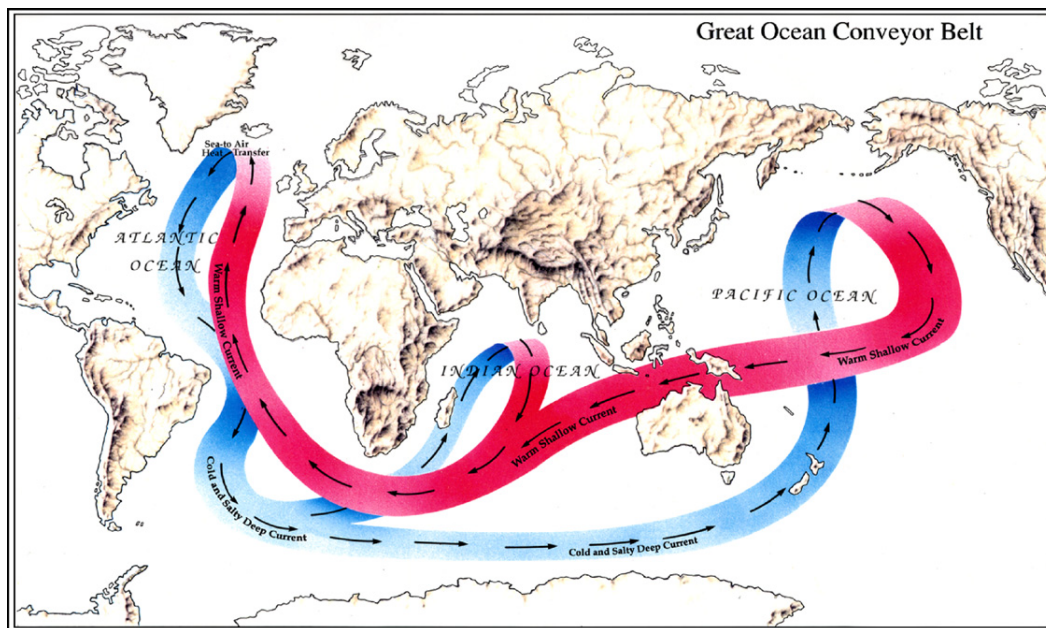 Great Ocean Conveyor Belt
Sea-to Air
Heat Transfer
ATLANTIC
OCEAN
PACIFIC OCEAN
Warm Shallow Current
Warm Shallow Current
INDIAN OCEAN
Warm Shallow Current
Cold and Salty Deep Current
Cold and Salty Deep Current